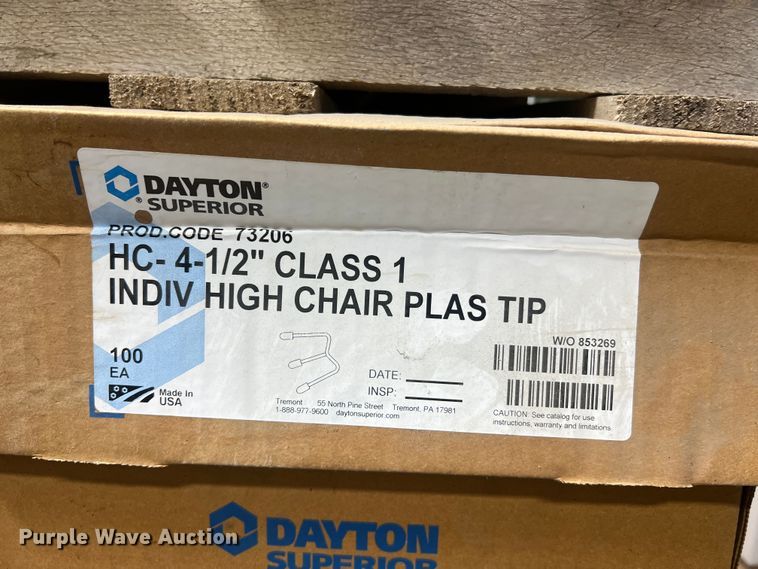 DAYTON®
® SUPERIOR
PROD.CODE 73206
HC- 4-1/2" CLASS 1
INDIV HIGH CHAIR PLAS TIP
100
EA
Made in
USA
DATE:
INSP:
Tremont 55 North Pine Street Tremont, PA 17981
1-888-977-9600 daytonsuperior.com
W/O 853269
CAUTION: See catalog for use
instructions, warranty and limitations
DAYTON
SUPERIOR
Purple Wave Auction